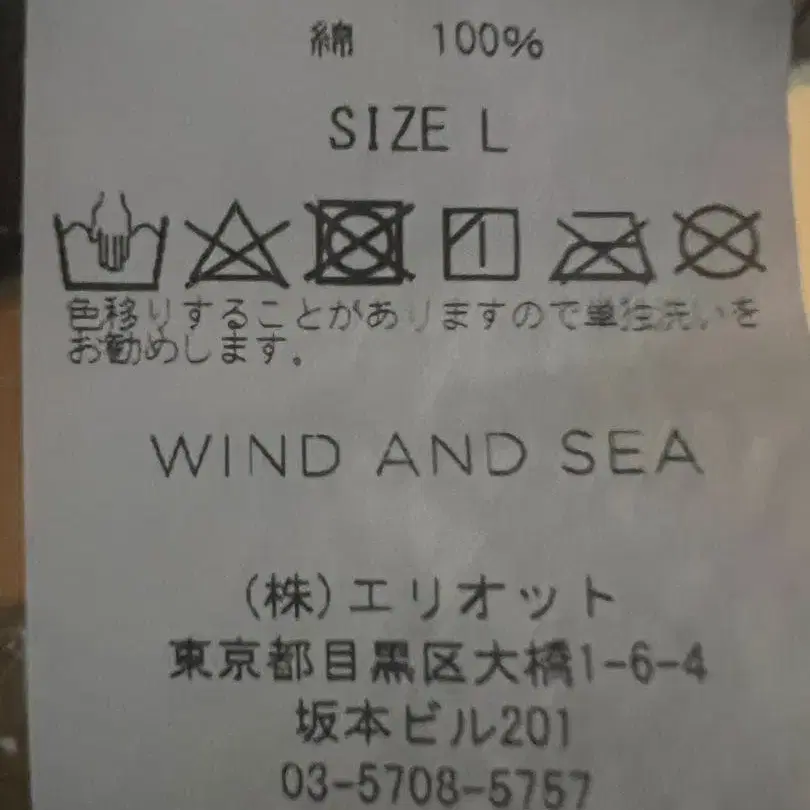 綿 100%
SIZE L
色移りすることがありますので単独洗いを
お勧めします。
WIND AND SEA
(株)エリオット
東京都目黒区大橋1-6-4
坂本ビル201
03-5708-5757